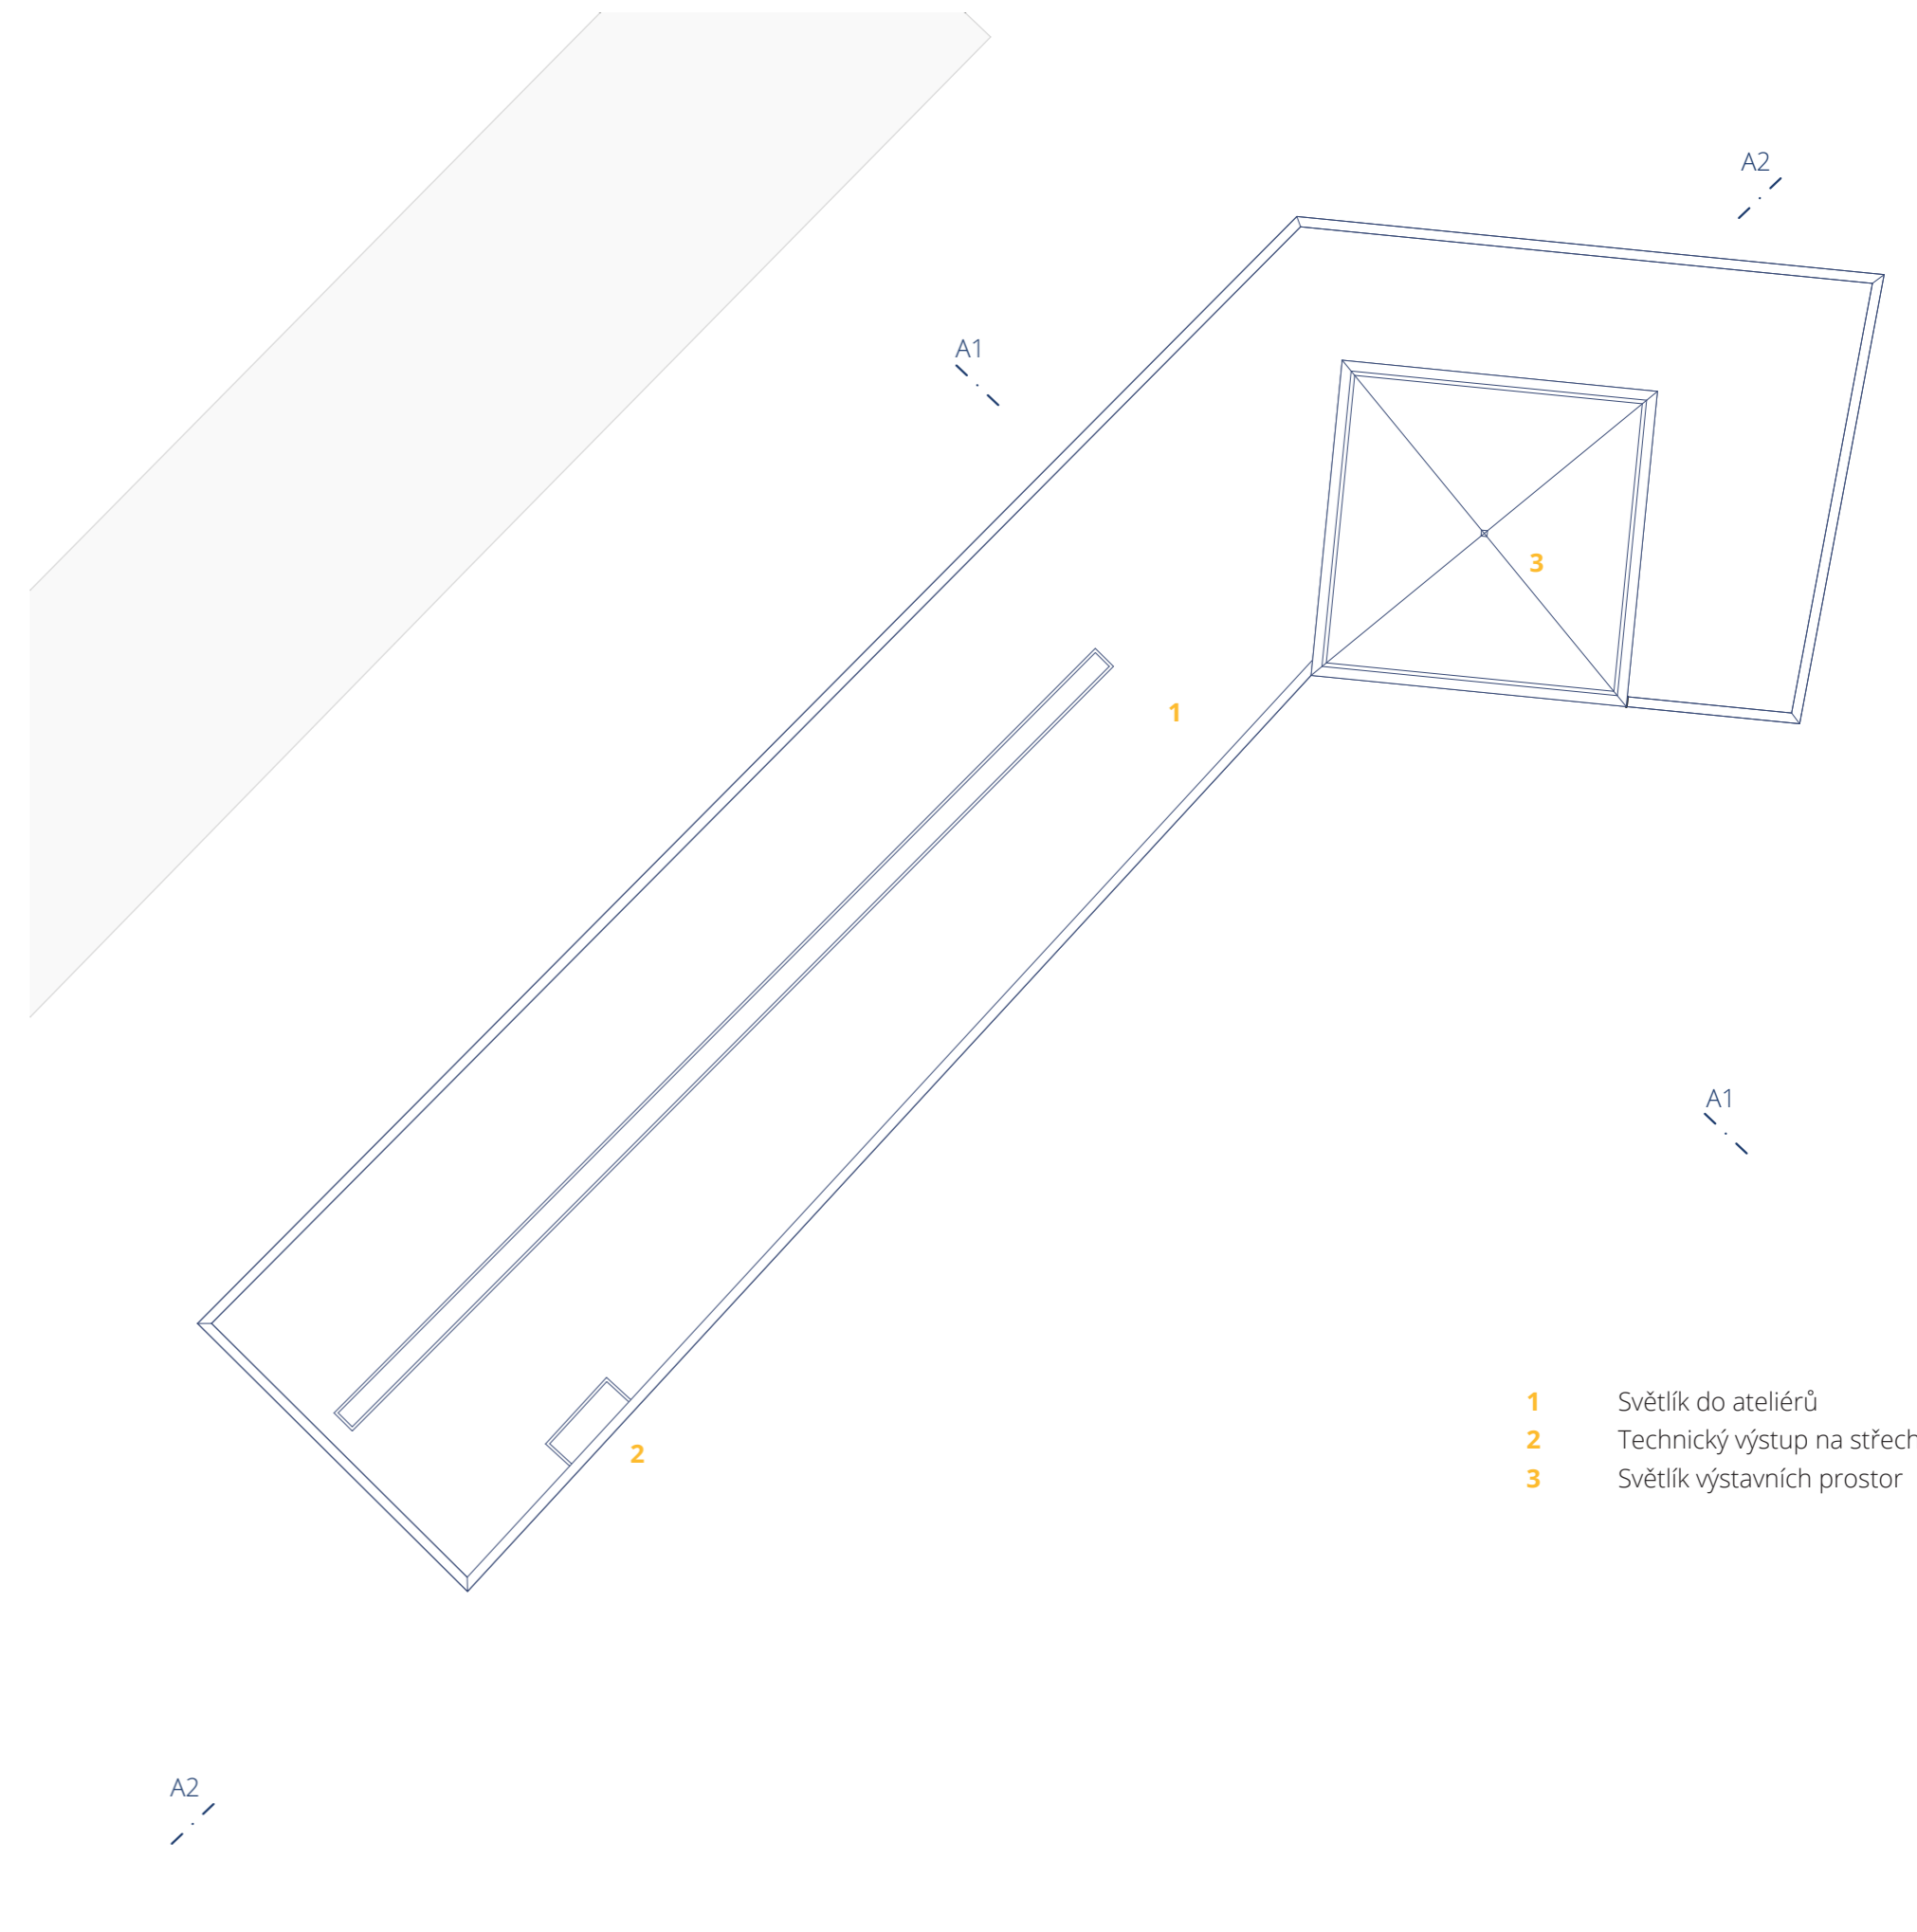 A2
A1
3
1
A1
1 Světlík do ateliérů
2 Technický výstup na střech
3 Světlík výstavních prostor
2
A2